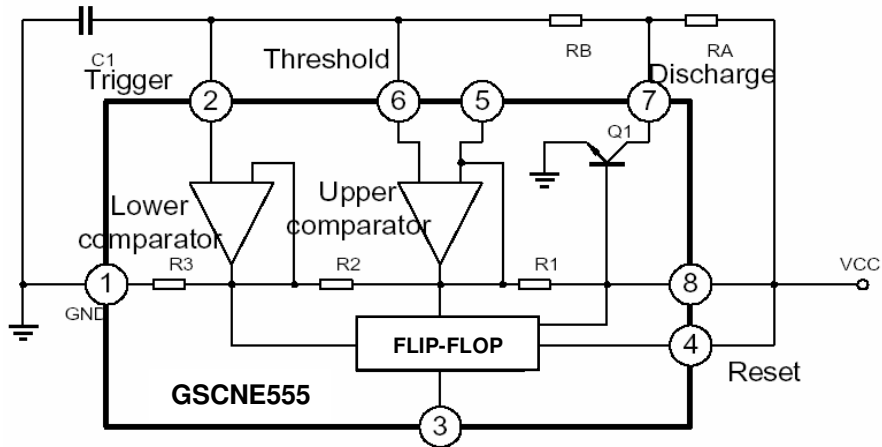 C1
RB
RA
Trigger
Threshold
Discharge
2
6
5
7
Q1
Lower
comparator
Upper
comparator
R3
R2
R1
1
8
VCC
GND
FLIP-FLOP
4
Reset
GSCNE555
3